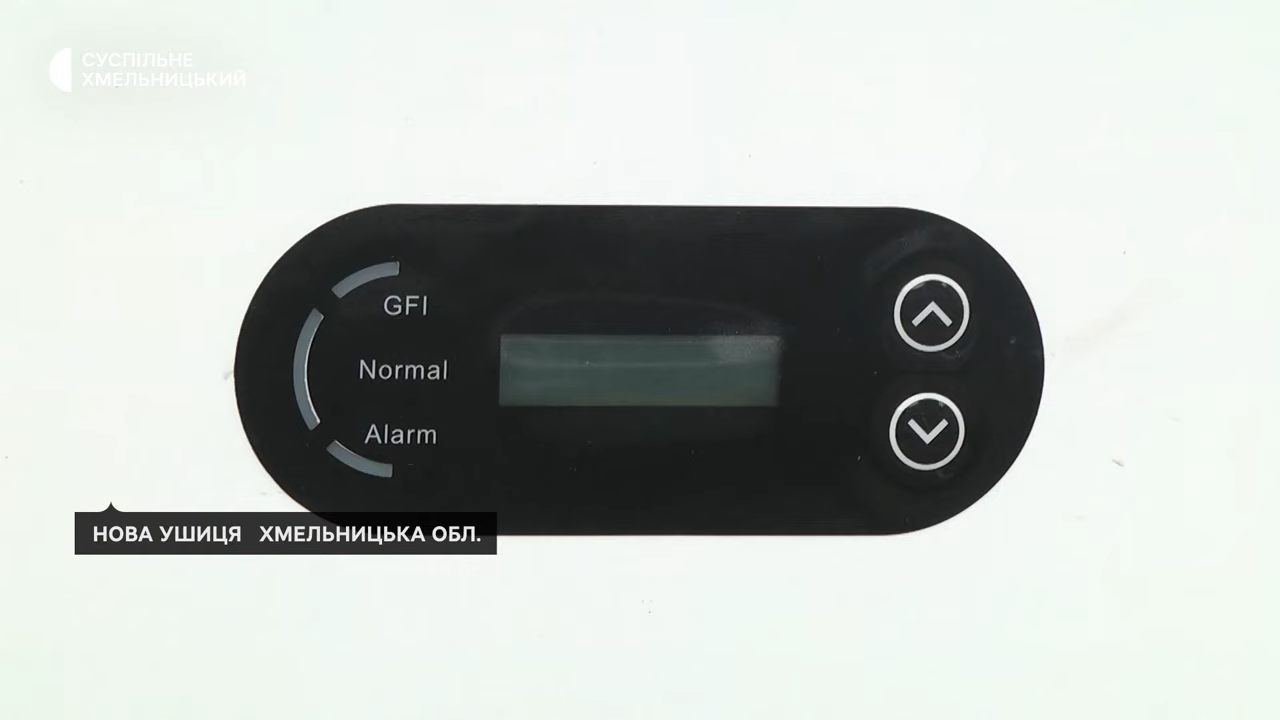 СУСПІЛЬНЕ
ХМЕЛЬНИЦЬКИЙ
GFI
Normal
Alarm
НОВА УШИЦЯ ХМЕЛЬНИЦЬКА ОБЛ.